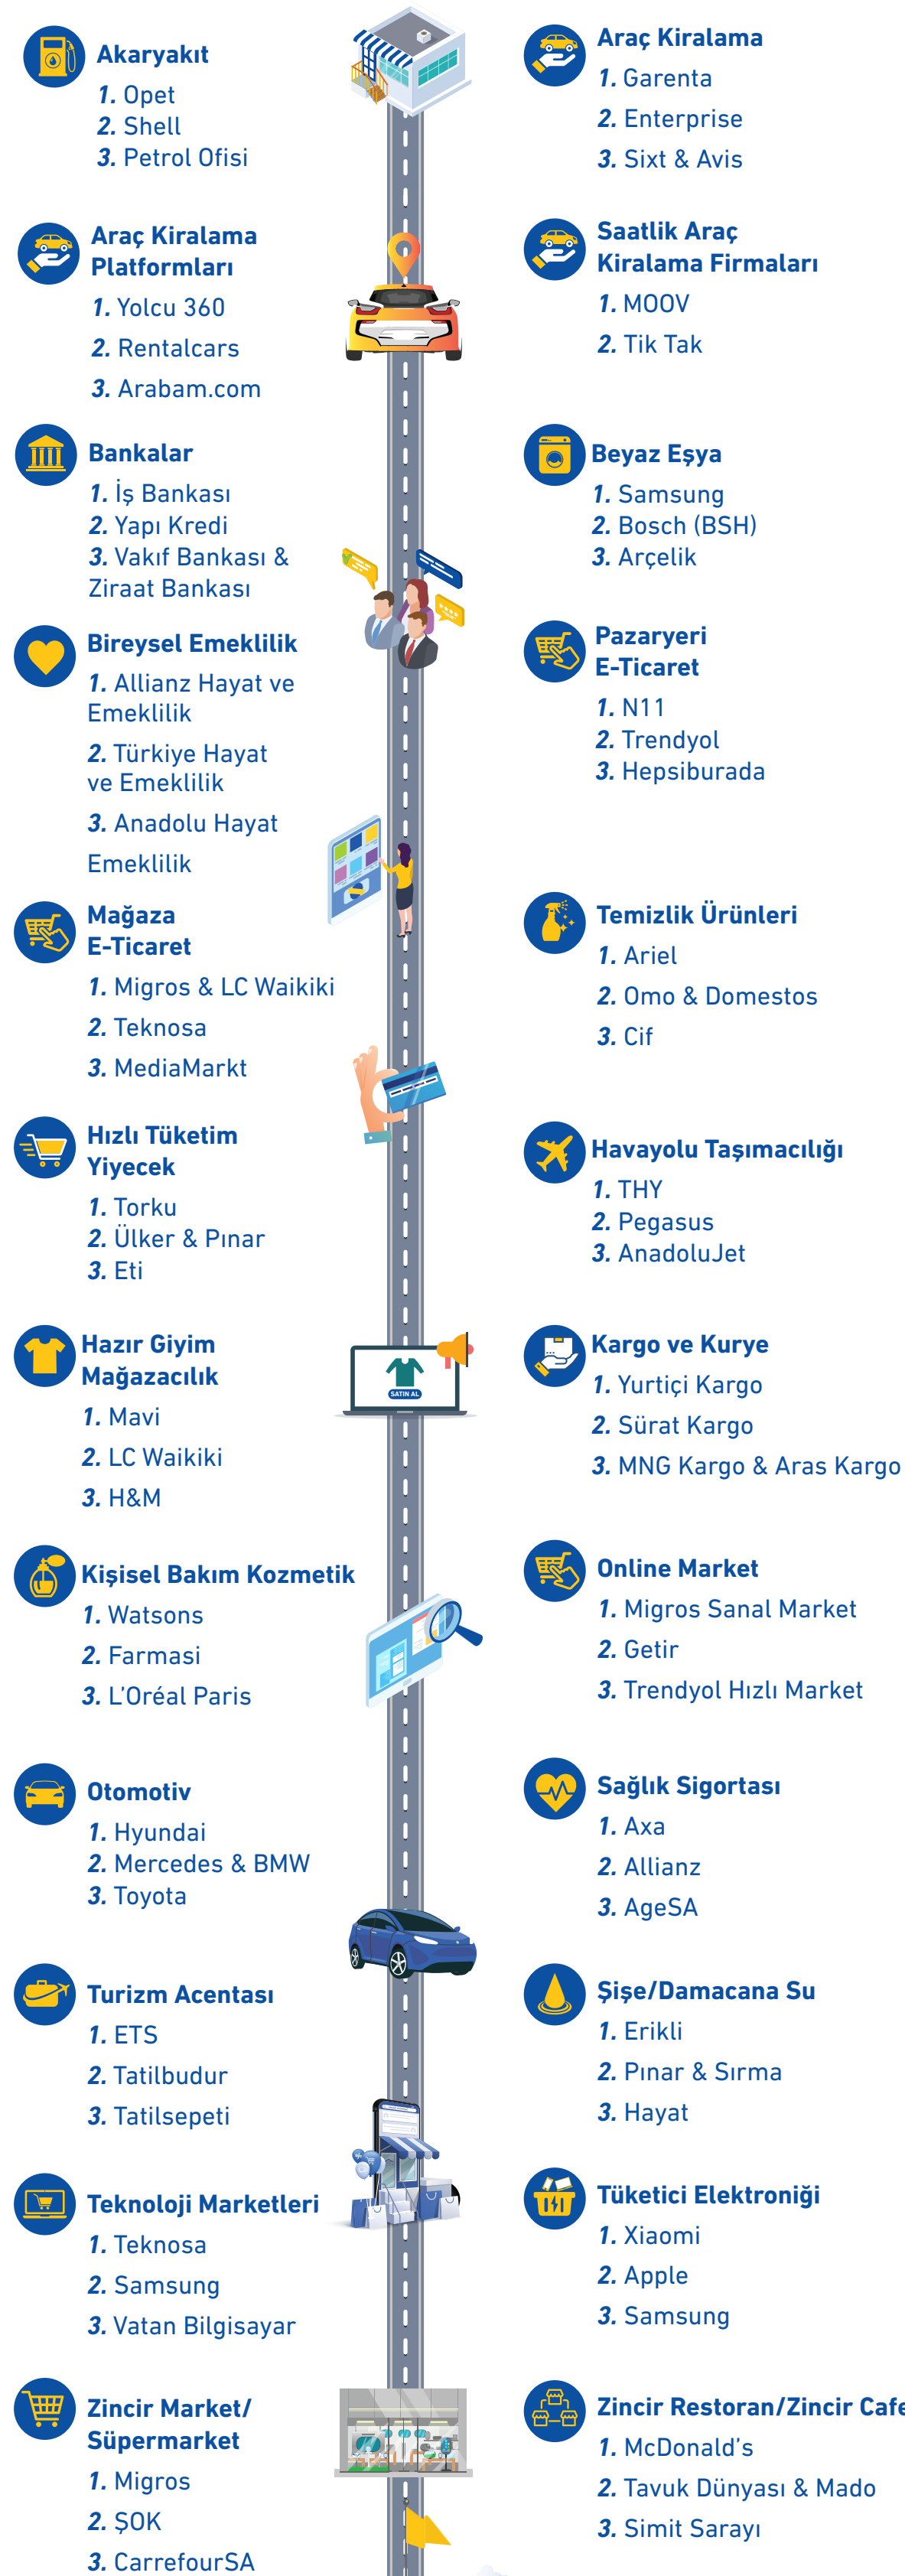 Akaryakıt
1. Opet
2. Shell
3. Petrol Ofisi
Araç Kiralama
1. Garenta
2. Enterprise
3. Sixt & Avis
Araç Kiralama
Platformları
1. Yolcu 360
2. Rentalcars
3. Arabam.com
Saatlik Araç
Kiralama Firmaları
1. MOOV
2. Tik Tak
Bankalar
1. İş Bankası
2. Yapı Kredi
3. Vakıf Bankası &
Ziraat Bankası
Beyaz Eşya
1. Samsung
2. Bosch (BSH)
3. Arçelik
Bireysel Emeklilik
1. Allianz Hayat ve
Emeklilik
2. Türkiye Hayat
ve Emeklilik
3. Anadolu Hayat
Emeklilik
Pazaryeri
E-Ticaret
1. N11
2. Trendyol
3. Hepsiburada
Mağaza
E-Ticaret
1. Migros & LC Waikiki
2. Teknosa
3. MediaMarkt
Temizlik Ürünleri
1. Ariel
2. Omo & Domestos
3. Cif
Hızlı Tüketim
Yiyecek
1. Torku
2. Ülker & Pınar
3. Eti
Havayolu Taşımacılığı
1. THY
2. Pegasus
3. AnadoluJet
Hazır Giyim
Mağazacılık
1. Mavi
2. LC Waikiki
3. H&M
SATIN AL
Kargo ve Kurye
1. Yurtiçi Kargo
2. Sürat Kargo
3. MNG Kargo & Aras Kargo
Kişisel Bakım Kozmetik
1. Watsons
2. Farmasi
3. L'Oréal Paris
Online Market
1. Migros Sanal Market
2. Getir
3. Trendyol Hızlı Market
Otomotiv
1. Hyundai
2. Mercedes & BMW
3. Toyota
Sağlık Sigortası
1. Axa
2. Allianz
3. AgeSA
Turizm Acentası
1. ETS
2. Tatilbudur
3. Tatilsepeti
Şişe/Damacana Su
1. Erikli
2. Pınar & Sırma
3. Hayat
Teknoloji Marketleri
1. Teknosa
2. Samsung
3. Vatan Bilgisayar
Tüketici Elektroniği
1. Xiaomi
2. Apple
3. Samsung
Zincir Market/
Süpermarket
1. Migros
2. ŞOK
3. CarrefourSA
Zincir Restoran/Zincir Cafe
1. McDonald's
2. Tavuk Dünyası & Mado
3. Simit Sarayı